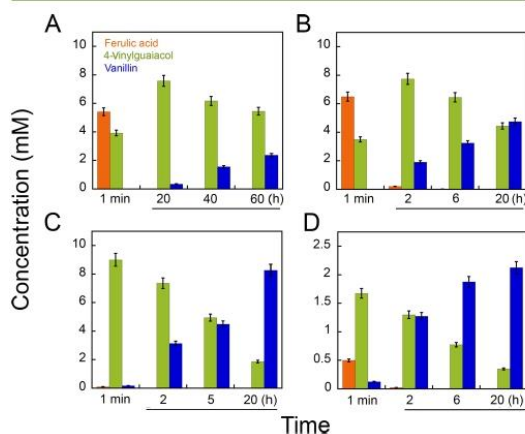 A
B
Ferulic acid
4-Vinylguaiacol
Vanillin
10
8
6
4
2
0
1 min 20 40 60 (h)
10
8
6
4
2
0
1 min 2 6 20 (h)
C
D
10
8
6
4
2
0
1 min 2 5 20 (h)
2.5
2
1.5
1
0.5
0
1 min 2 6 20 (h)
Concentration (mM)
Time